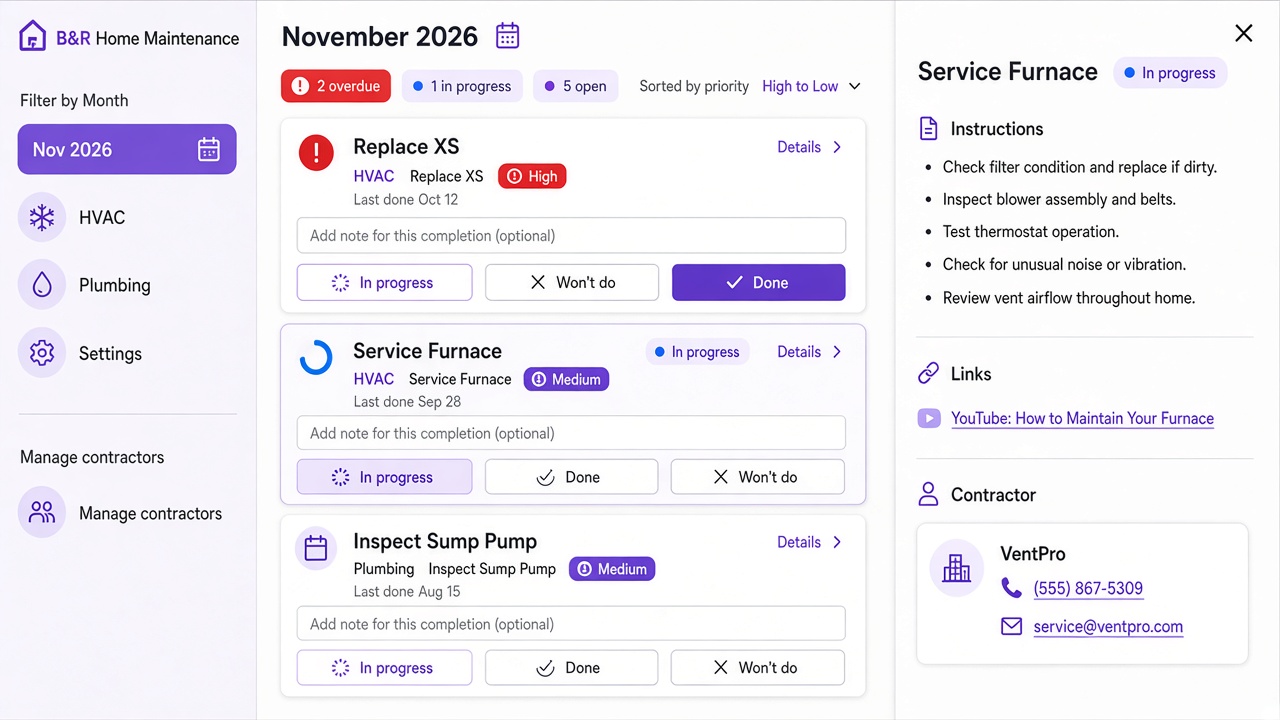 B&R Home Maintenance
Filter by Month
Nov 2026
HVAC
Plumbing
Settings
Manage contractors
Manage contractors
November 2026
2 overdue
1 in progress
5 open
Sorted by priority High to Low
Replace XS
Details
HVAC Replace XS High
Last done Oct 12
Add note for this completion (optional)
In progress
Won't do
Done
Service Furnace
In progress
Details
HVAC Service Furnace Medium
Last done Sep 28
Add note for this completion (optional)
In progress
Done
Won't do
Inspect Sump Pump
Details
Plumbing Inspect Sump Pump Medium
Last done Aug 15
Add note for this completion (optional)
In progress
Done
Won't do
Service Furnace
In progress
Instructions
• Check filter condition and replace if dirty.
• Inspect blower assembly and belts.
• Test thermostat operation.
• Check for unusual noise or vibration.
• Review vent airflow throughout home.
Links
YouTube: How to Maintain Your Furnace
Contractor
VentPro
(555) 867-5309
service@ventpro.com